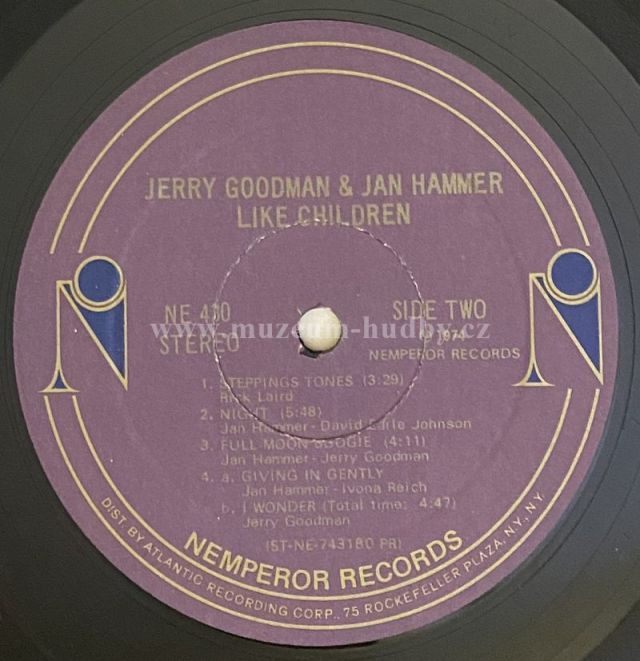 JERRY GOODMAN & JAN HAMMER
LIKE CHILDREN
NE 430
STEREO
SIDE TWO
℗ 1974
NEMPEROR RECORDS
www.muzeum-hudby.cz
1. STEPPINGS TONES (3:29)
Rick Laird
2. NIGHT (5:48)
Jan Hammer - David Earle Johnson
3. FULL MOON BOOGIE (4:11)
Jan Hammer - Jerry Goodman
4. a. GIVING IN GENTLY
Jan Hammer - Ivona Reich
b. I WONDER (Total time: 4:47)
Jerry Goodman
(ST-NE-743180 PR)
NEMPEROR RECORDS
DIST. BY ATLANTIC RECORDING CORP., 75 ROCKEFELLER PLAZA, N.Y., N.Y.